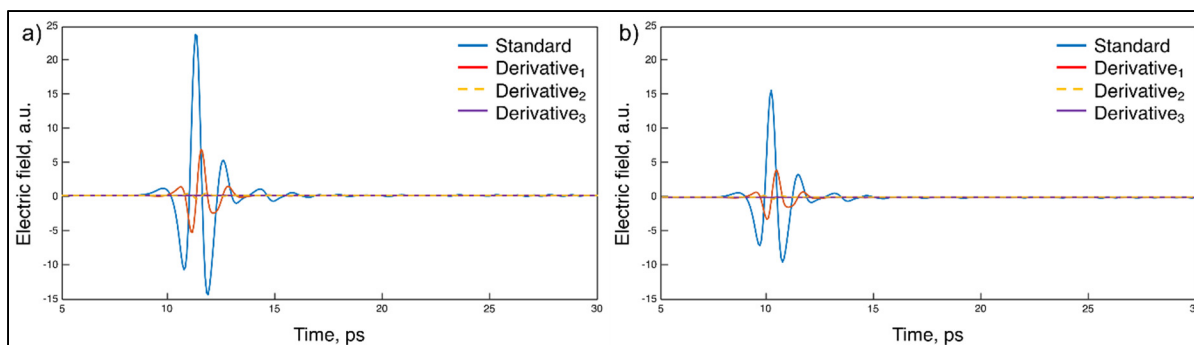 a)
Electric field, a.u.
25
20
15
10
5
0
-5
-10
-15
5
10
15
20
25
30
Time, ps
Standard
Derivative₁
Derivative₂
Derivative₃
b)
Electric field, a.u.
25
20
15
10
5
0
-5
-10
-15
5
10
15
20
25
Time, ps
Standard
Derivative₁
Derivative₂
Derivative₃